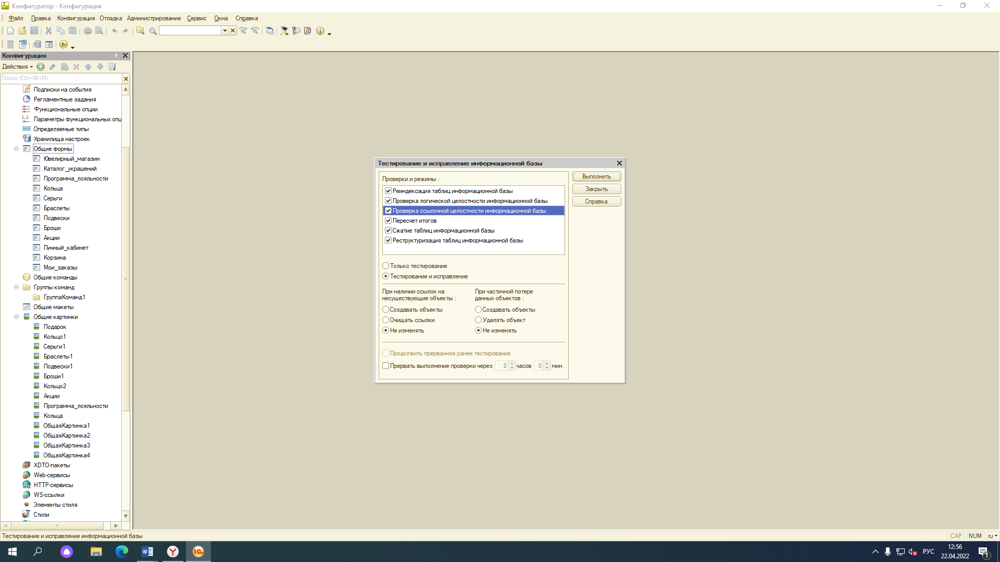 Конфигуратор - Конфигурация
Файл Правка Конфигурация Отладка Администрирование Сервис Окна Справка
Конфигурация
Действия
Поиск (Ctrl+Alt+M)
Подписки на события
Регламентные задания
Функциональные опции
Параметры функциональных опц
Определяемые типы
Хранилища настроек
Общие формы
Ювелирный_магазин
Каталог_украшений
Программа_лояльности
Кольца
Серьги
Браслеты
Подвески
Броши
Акции
Личный_кабинет
Корзина
Мои_заказы
Общие команды
Группы команд
ГруппаКоманд1
Общие макеты
Общие картинки
Подарок
Кольцо1
Серьги1
Браслеты1
Подвески1
Броши1
Кольцо2
Акции
Программа_лояльности
Кольца
ОбщаяКартинка1
ОбщаяКартинка2
ОбщаяКартинка3
ОбщаяКартинка4
XDTO-пакеты
Web-сервисы
HTTP-сервисы
WS-ссылки
Элементы стиля
Стили
Тестирование и исправление информационной базы
Проверки и режимы :
Реиндексация таблиц информационной базы
Проверка логической целостности информационной базы
Проверка ссылочной целостности информационной базы
Пересчет итогов
Сжатие таблиц информационной базы
Реструктуризация таблиц информационной базы
Только тестирование
Тестирование и исправление
При наличии ссылок на
несуществующие объекты :
Создавать объекты
Очищать ссылки
Не изменять
При частичной потере
данных объектов :
Создавать объекты
Удалять объект
Не изменять
Продолжить прерванное ранее тестирование
Прервать выполнение проверки через 0 часов 0 мин.
Выполнить
Закрыть
Справка
Тестирование и исправление информационной базы
CAP NUM ru
РУС
12:56
22.04.2022
1